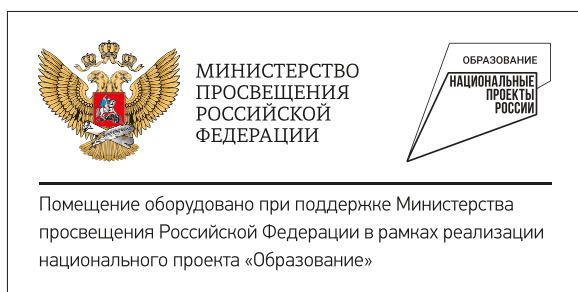 МИНИСТЕРСТВО
ПРОСВЕЩЕНИЯ
РОССИЙСКОЙ
ФЕДЕРАЦИИ
ОБРАЗОВАНИЕ
НАЦИОНАЛЬНЫЕ
ПРОЕКТЫ
РОССИИ
Помещение оборудовано при поддержке Министерства
просвещения Российской Федерации в рамках реализации
национального проекта «Образование»